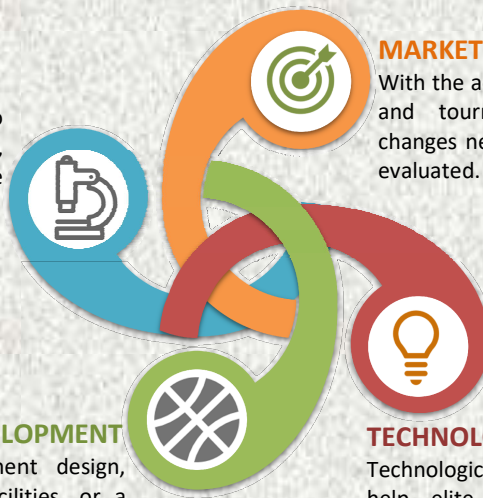 MARKET
With the a
and tourn
changes ne
evaluated.
LOPMENT
ment design,
cilities, or a
TECHNOL
Technologic
help elite